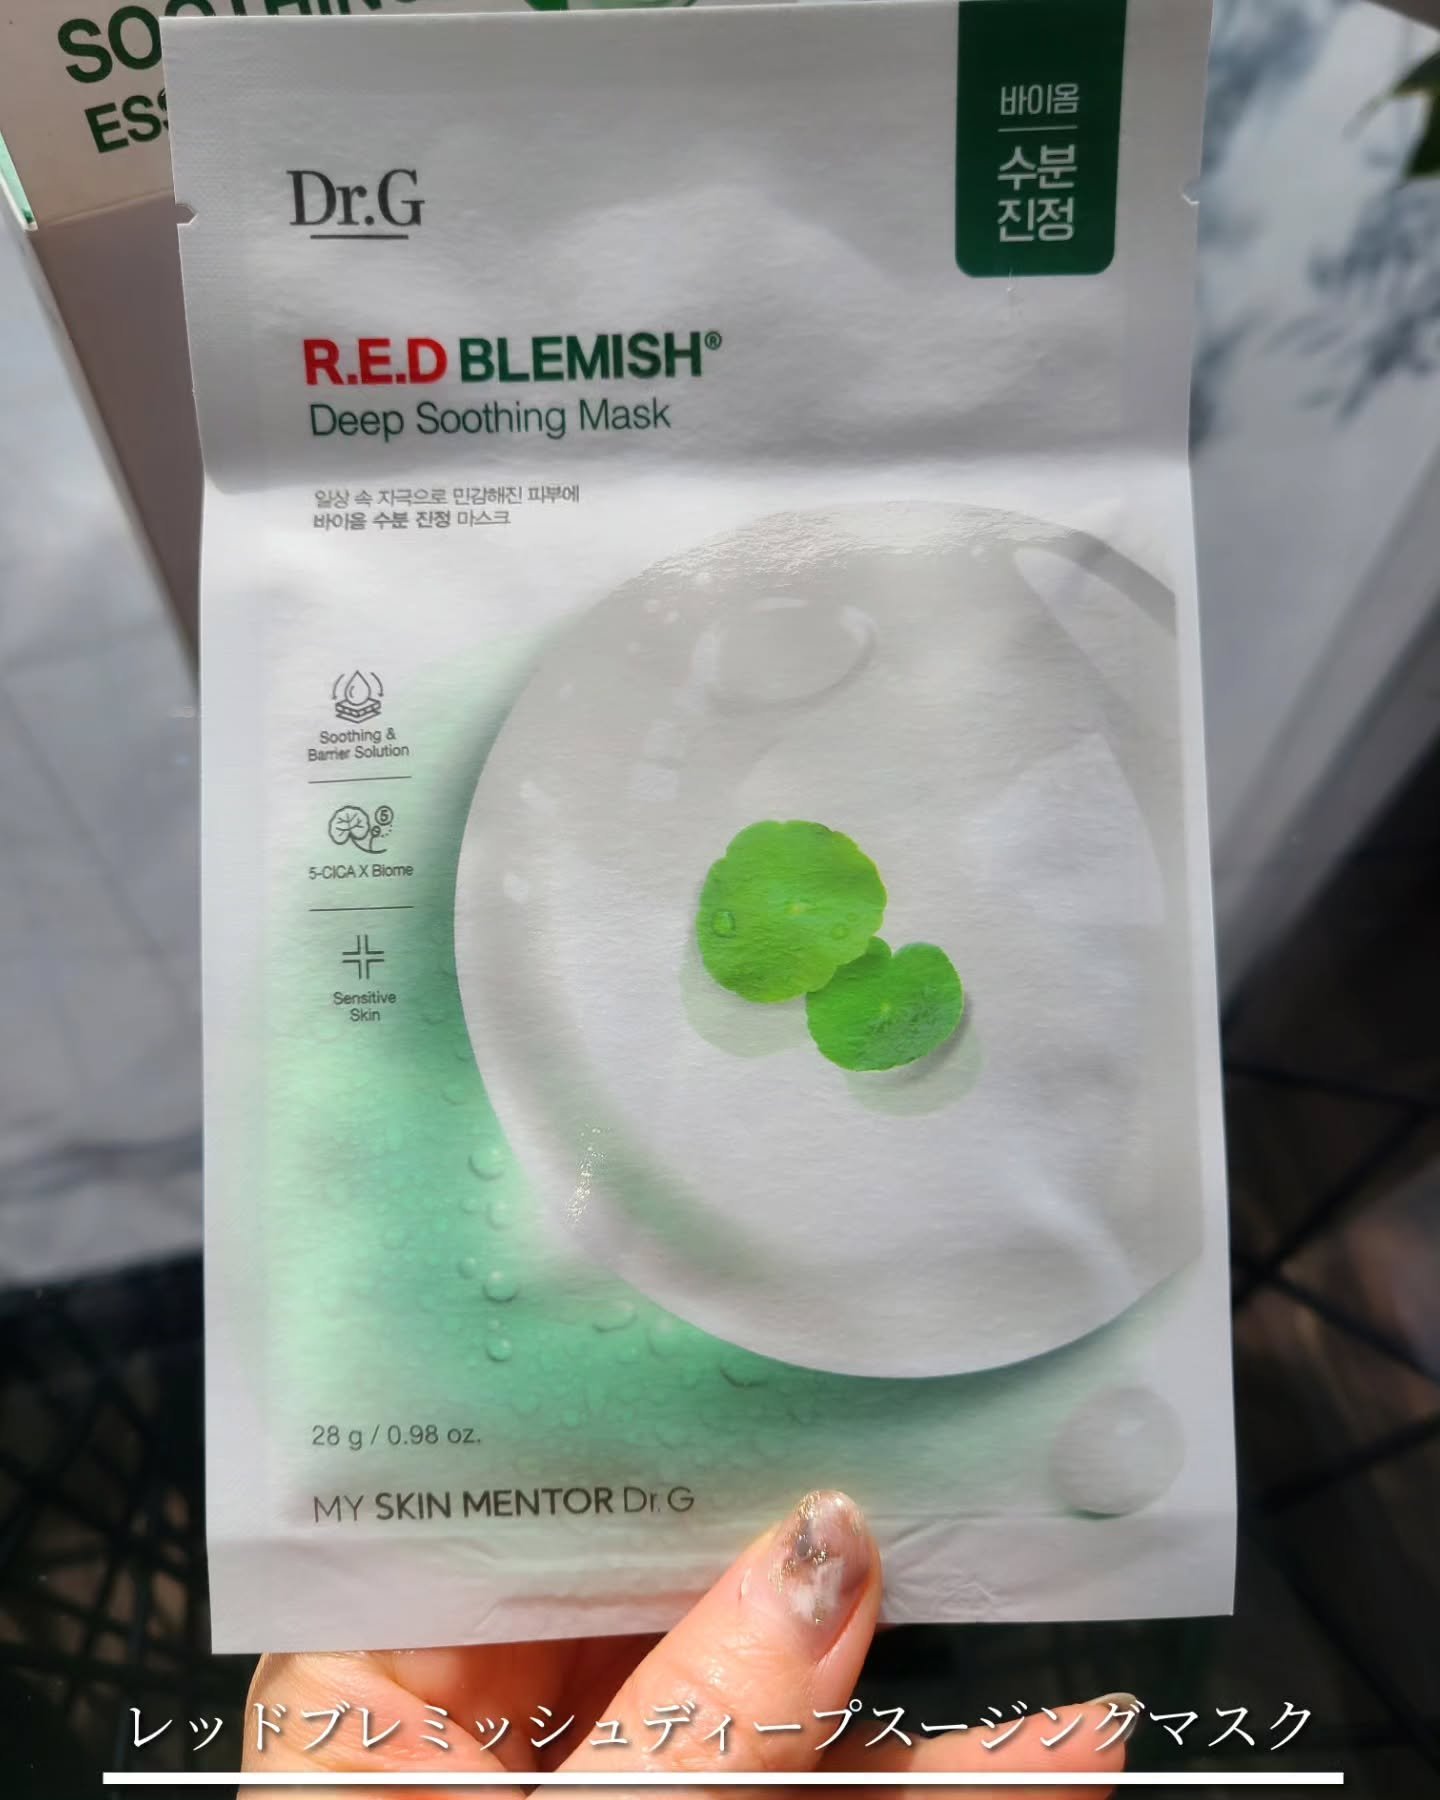 Dr.G
바이옴
수분
진정
R.E.D BLEMISH®
Deep Soothing Mask
일상 속 자극으로 민감해진 피부에
바이옴 수분 진정 마스크
Soothing &
Barrier Solution
5
5-CICA X Biome
Sensitive
Skin
28 g / 0.98 oz.
MY SKIN MENTOR Dr.G
レッドブレミッシュディープスージングマスク